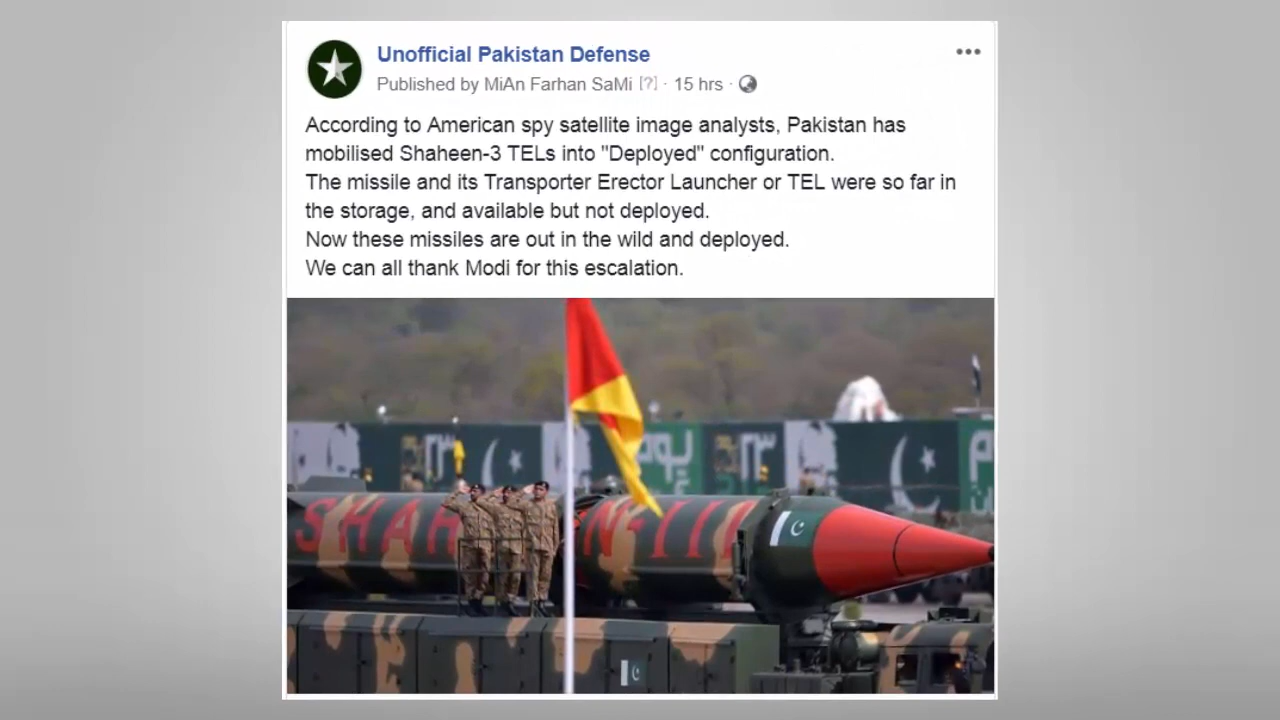 Unofficial Pakistan Defense
Published by MiAn Farhan SaMi [?] · 15 hrs ·
According to American spy satellite image analysts, Pakistan has
mobilised Shaheen-3 TELs into "Deployed" configuration.
The missile and its Transporter Erector Launcher or TEL were so far in
the storage, and available but not deployed.
Now these missiles are out in the wild and deployed.
We can all thank Modi for this escalation.